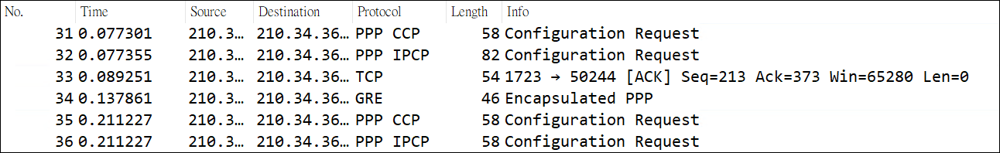 No. Time Source Destination Protocol Length Info
31 0.077301 210.3… 210.34.36… PPP CCP 58 Configuration Request
32 0.077355 210.3… 210.34.36… PPP IPCP 82 Configuration Request
33 0.089251 210.3… 210.34.36… TCP 54 1723 → 50244 [ACK] Seq=213 Ack=373 Win=65280 Len=0
34 0.137861 210.3… 210.34.36… GRE 46 Encapsulated PPP
35 0.211227 210.3… 210.34.36… PPP CCP 58 Configuration Request
36 0.211227 210.3… 210.34.36… PPP IPCP 58 Configuration Request